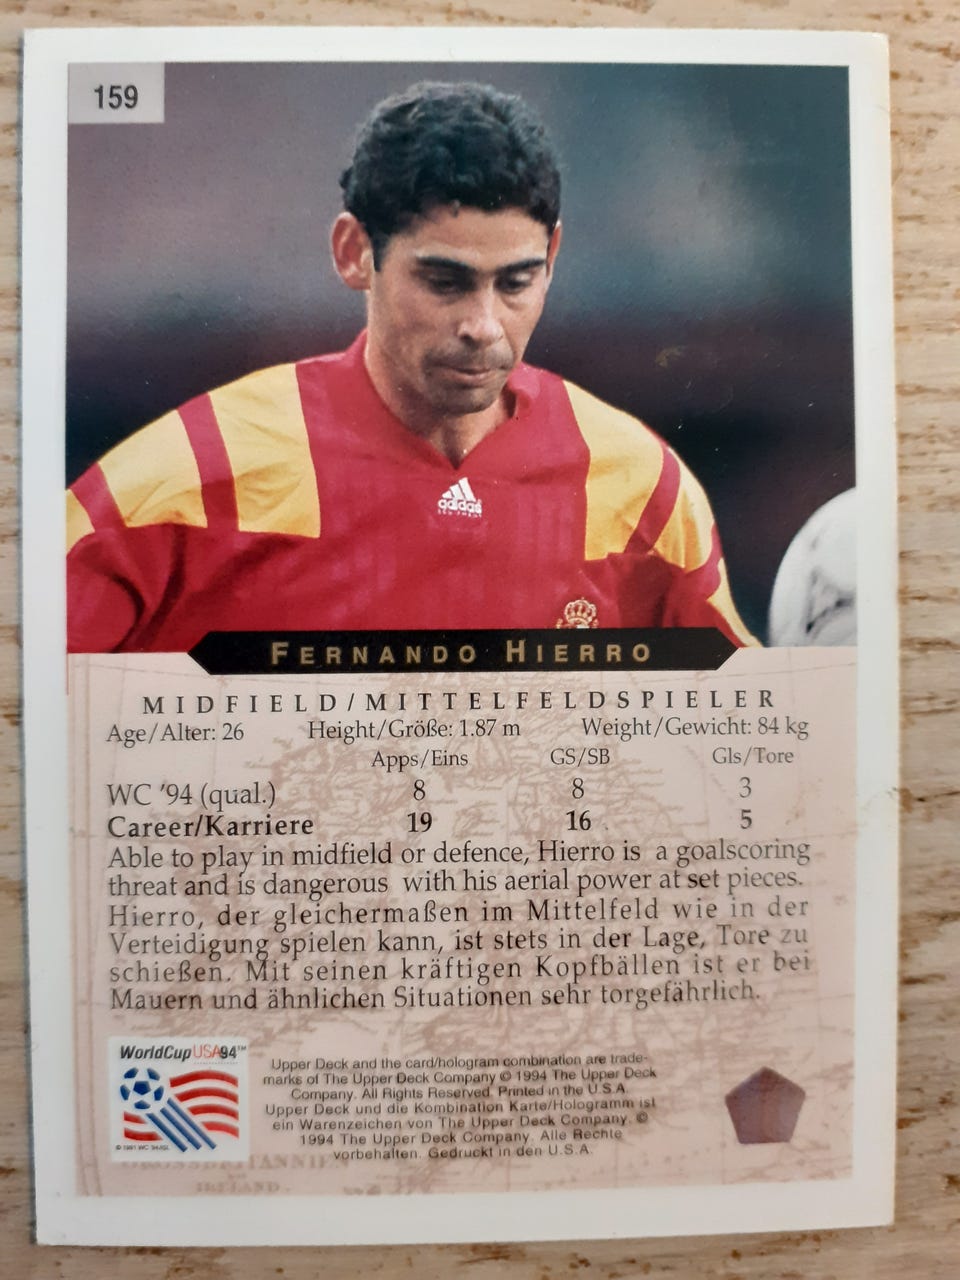 159
adidas
FERNANDO HIERRO
MIDFIELD/MITTELFELDSPIELER
Age/Alter: 26 Height/Größe: 1.87 m Weight/Gewicht: 84 kg
Apps/Eins GS/SB Gls/Tore
WC '94 (qual.) 8 8 3
Career/Karriere 19 16 5
Able to play in midfield or defence, Hierro is a goalscoring
threat and is dangerous with his aerial power at set pieces.
Hierro, der gleichermaßen im Mittelfeld wie in der
Verteidigung spielen kann, ist stets in der Lage, Tore zu
schießen. Mit seinen kräftigen Kopfbällen ist er bei
Mauern und ähnlichen Situationen sehr torgefährlich.
WorldCupUSA94™
Upper Deck and the card/hologram combination are trade-
marks of The Upper Deck Company © 1994 The Upper Deck
Company. All Rights Reserved. Printed in the U.S.A.
Upper Deck und die Kombination Karte/Hologramm ist
ein Warenzeichen von The Upper Deck Company. ©
1994 The Upper Deck Company. Alle Rechte
vorbehalten. Gedruckt in den U.S.A.
© 1991 WC '94/ISL
GROSSBRITANNIEN
IRELAND